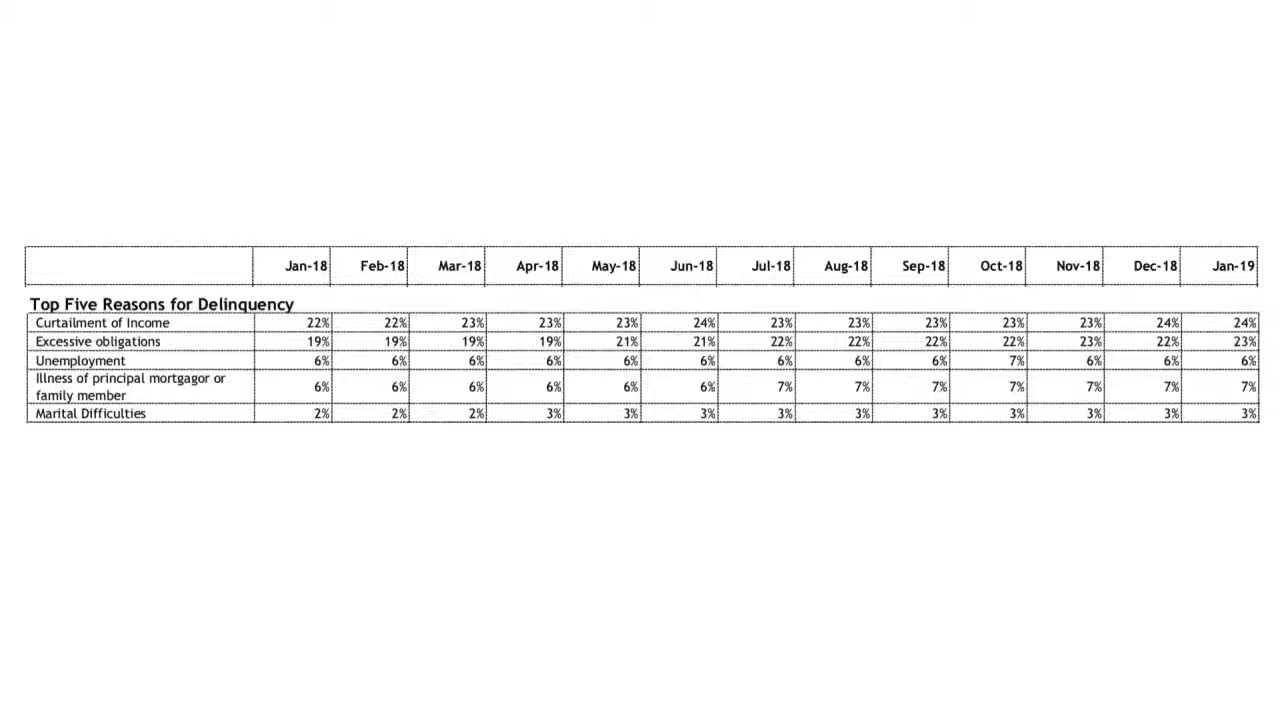 Jan-18 Feb-18 Mar-18 Apr-18 May-18 Jun-18 Jul-18 Aug-18 Sep-18 Oct-18 Nov-18 Dec-18 Jan-19
Top Five Reasons for Delinquency
Curtailment of Income 22% 22% 23% 23% 23% 24% 23% 23% 23% 23% 23% 24% 24%
Excessive obligations 19% 19% 19% 19% 21% 21% 22% 22% 22% 22% 23% 22% 23%
Unemployment 6% 6% 6% 6% 6% 6% 6% 6% 6% 7% 6% 6% 6%
Illness of principal mortgagor or
family member 6% 6% 6% 6% 6% 6% 7% 7% 7% 7% 7% 7% 7%
Marital Difficulties 2% 2% 2% 3% 3% 3% 3% 3% 3% 3% 3% 3% 3%